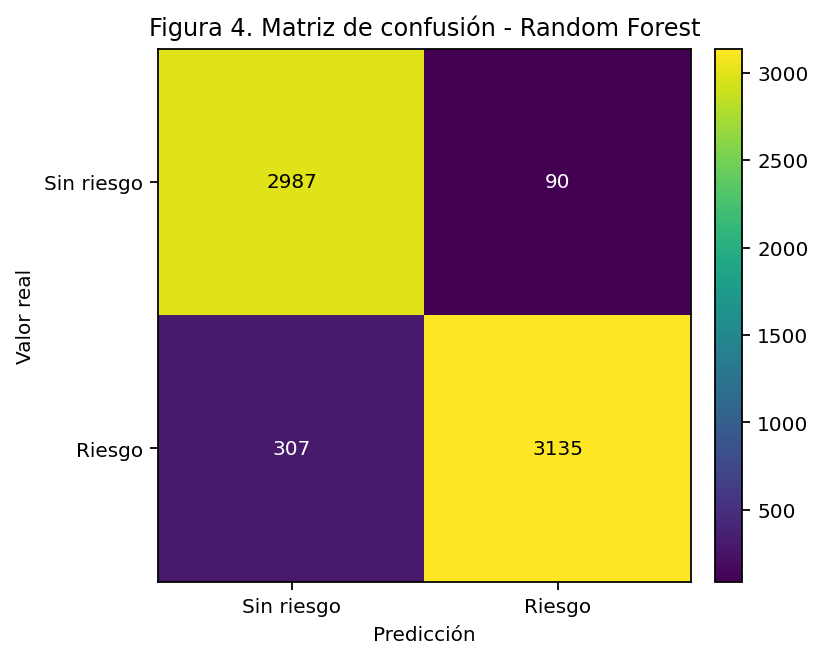 Figura 4. Matriz de confusión - Random Forest
Valor real
Sin riesgo
Riesgo
2987
90
307
3135
Sin riesgo
Riesgo
Predicción
3000
2500
2000
1500
1000
500